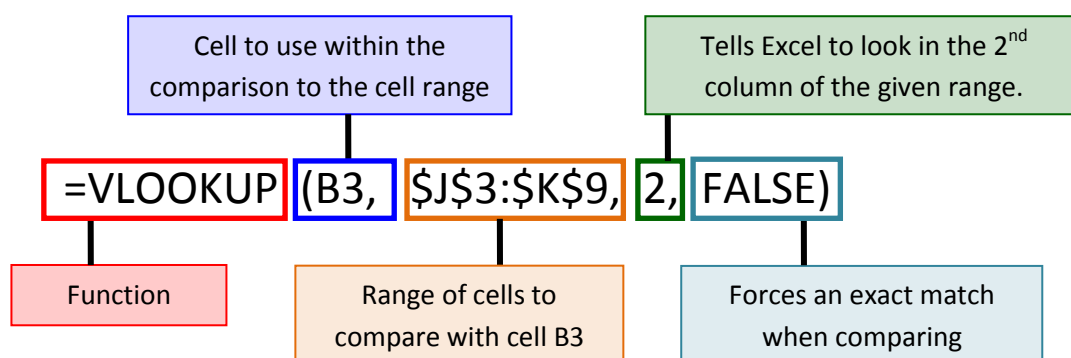 Cell to use within the
comparison to the cell range
Tells Excel to look in the 2nd
column of the given range.
=VLOOKUP (B3, $J$3:$K$9, 2, FALSE)
Function
Range of cells to
compare with cell B3
Forces an exact match
when comparing